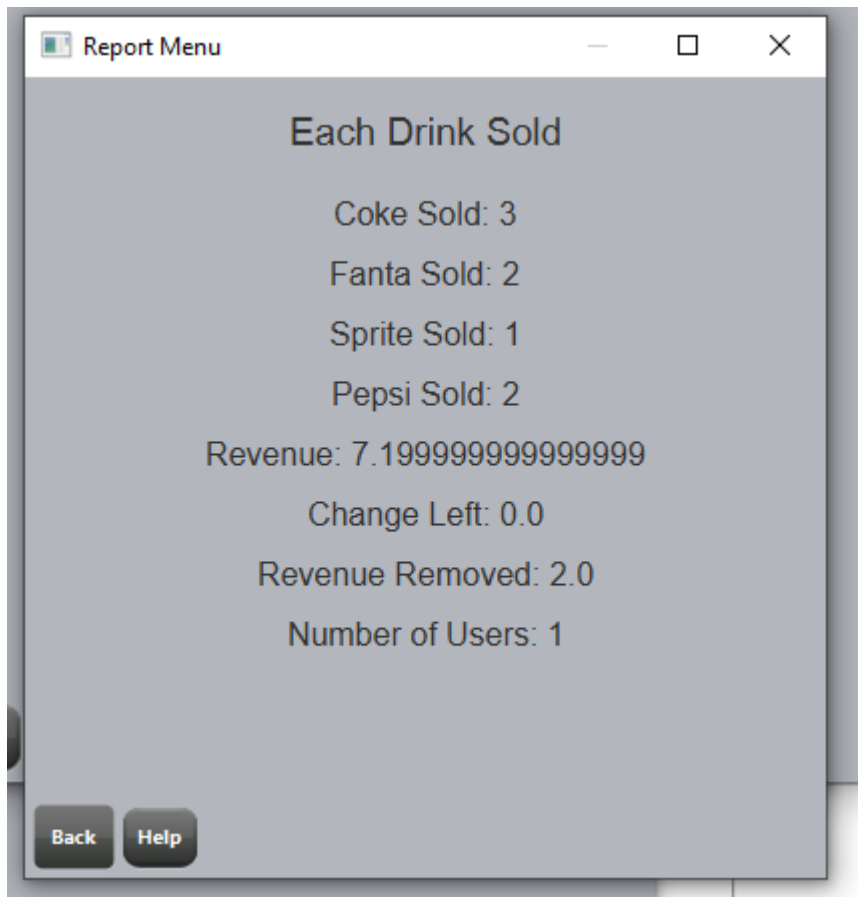 Report Menu
Each Drink Sold
Coke Sold: 3
Fanta Sold: 2
Sprite Sold: 1
Pepsi Sold: 2
Revenue: 7.199999999999999
Change Left: 0.0
Revenue Removed: 2.0
Number of Users: 1
Back Help